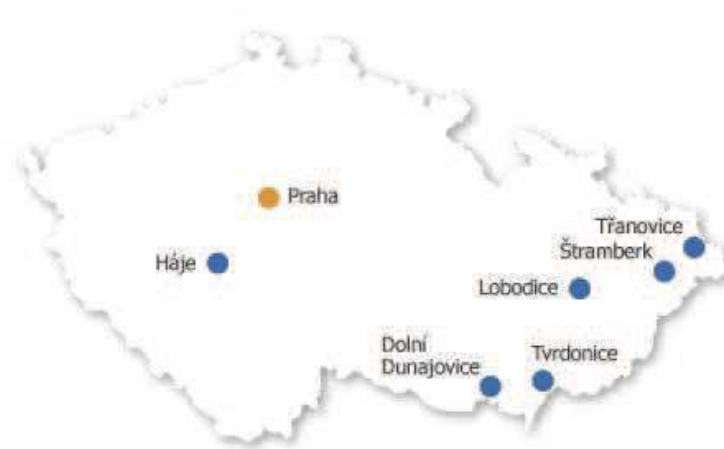 Praha
Třanovice
Štramberk
Háje
Lobodice
Dolní
Dunajovice
Tvrdonice